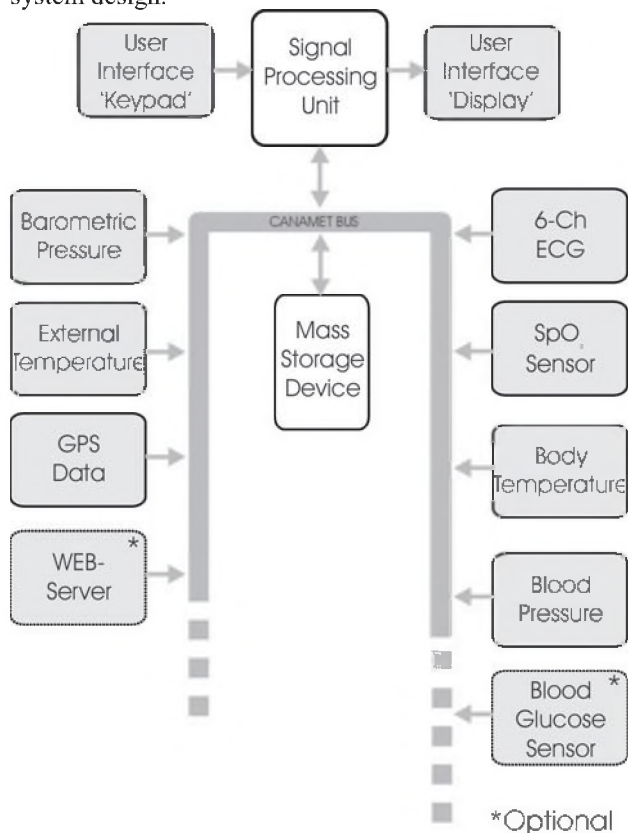 system design.
User
Interface
'Keypad'
Signal
Processing
Unit
User
Interface
'Display'
CANAMET BUS
Barometric
Pressure
External
Temperature
GPS
Data
WEB-
Server
*
Mass
Storage
Device
6-Ch
ECG
SpO₂
Sensor
Body
Temperature
Blood
Pressure
Blood *
Glucose
Sensor
*Optional